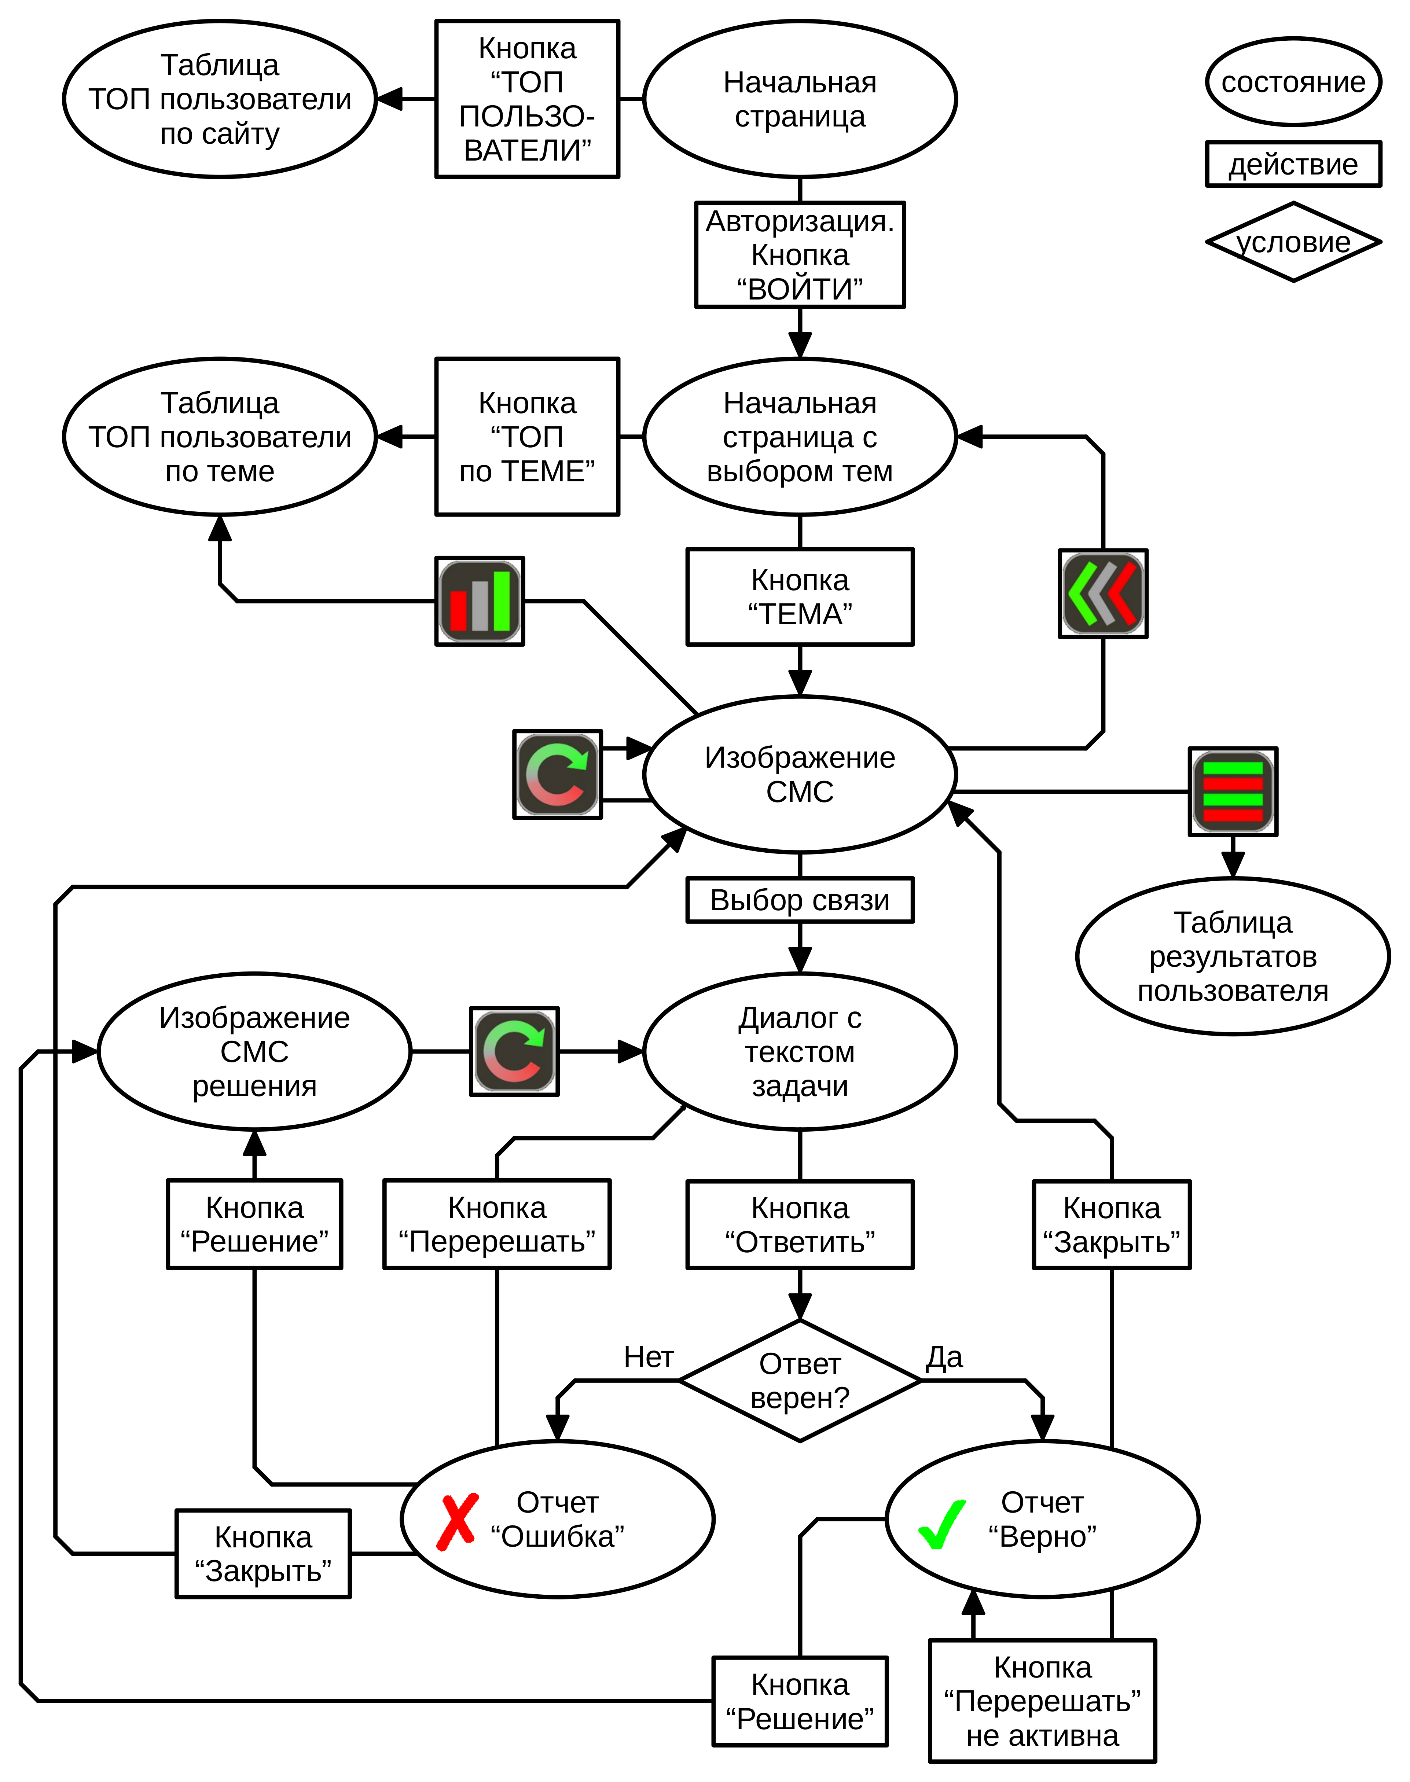 Таблица
ТОП пользователи
по сайту
Кнопка
“ТОП
ПОЛЬЗО-
ВАТЕЛИ”
Начальная
страница
состояние
действие
условие
Авторизация.
Кнопка
“ВОЙТИ”
Таблица
ТОП пользователи
по теме
Кнопка
“ТОП
по ТЕМЕ”
Начальная
страница с
выбором тем
Кнопка
“ТЕМА”
Изображение
СМС
Выбор связи
Таблица
результатов
пользователя
Изображение
СМС
решения
Диалог с
текстом
задачи
Кнопка
“Решение”
Кнопка
“Перерешать”
Кнопка
“Ответить”
Кнопка
“Закрыть”
Нет
Ответ
верен?
Да
Отчет
“Ошибка”
Отчет
“Верно”
Кнопка
“Закрыть”
Кнопка
“Решение”
Кнопка
“Перерешать”
не активна